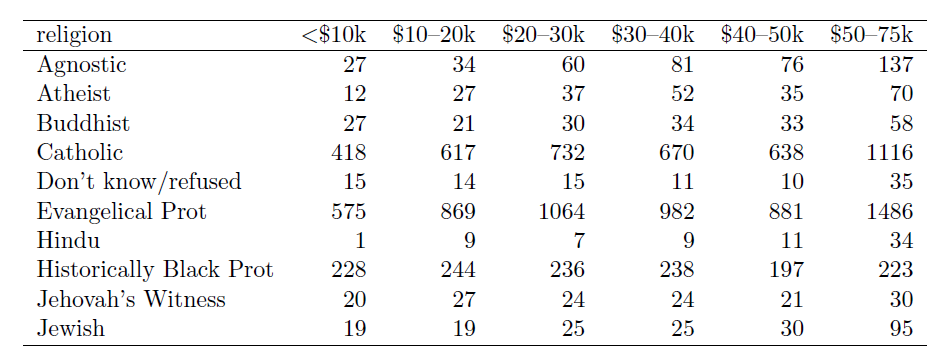 religion <$10k $10–20k $20–30k $30–40k $40–50k $50–75k
Agnostic 27 34 60 81 76 137
Atheist 12 27 37 52 35 70
Buddhist 27 21 30 34 33 58
Catholic 418 617 732 670 638 1116
Don't know/refused 15 14 15 11 10 35
Evangelical Prot 575 869 1064 982 881 1486
Hindu 1 9 7 9 11 34
Historically Black Prot 228 244 236 238 197 223
Jehovah's Witness 20 27 24 24 21 30
Jewish 19 19 25 25 30 95